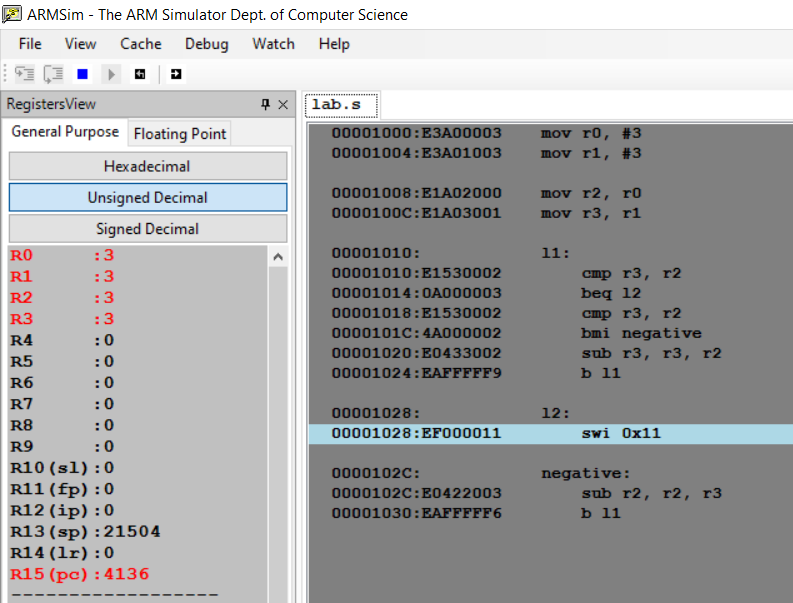 ARMSim - The ARM Simulator Dept. of Computer Science
File View Cache Debug Watch Help
RegistersView
General Purpose Floating Point
Hexadecimal
Unsigned Decimal
Signed Decimal
R0 :3
R1 :3
R2 :3
R3 :3
R4 :0
R5 :0
R6 :0
R7 :0
R8 :0
R9 :0
R10(sl):0
R11(fp):0
R12(ip):0
R13(sp):21504
R14(lr):0
R15(pc):4136
------------------
lab.s
00001000:E3A00003 mov r0, #3
00001004:E3A01003 mov r1, #3
00001008:E1A02000 mov r2, r0
0000100C:E1A03001 mov r3, r1
00001010: l1:
00001010:E1530002 cmp r3, r2
00001014:0A000003 beq l2
00001018:E1530002 cmp r3, r2
0000101C:4A000002 bmi negative
00001020:E0433002 sub r3, r3, r2
00001024:EAFFFFF9 b l1
00001028: l2:
00001028:EF000011 swi 0x11
0000102C: negative:
0000102C:E0422003 sub r2, r2, r3
00001030:EAFFFFF6 b l1